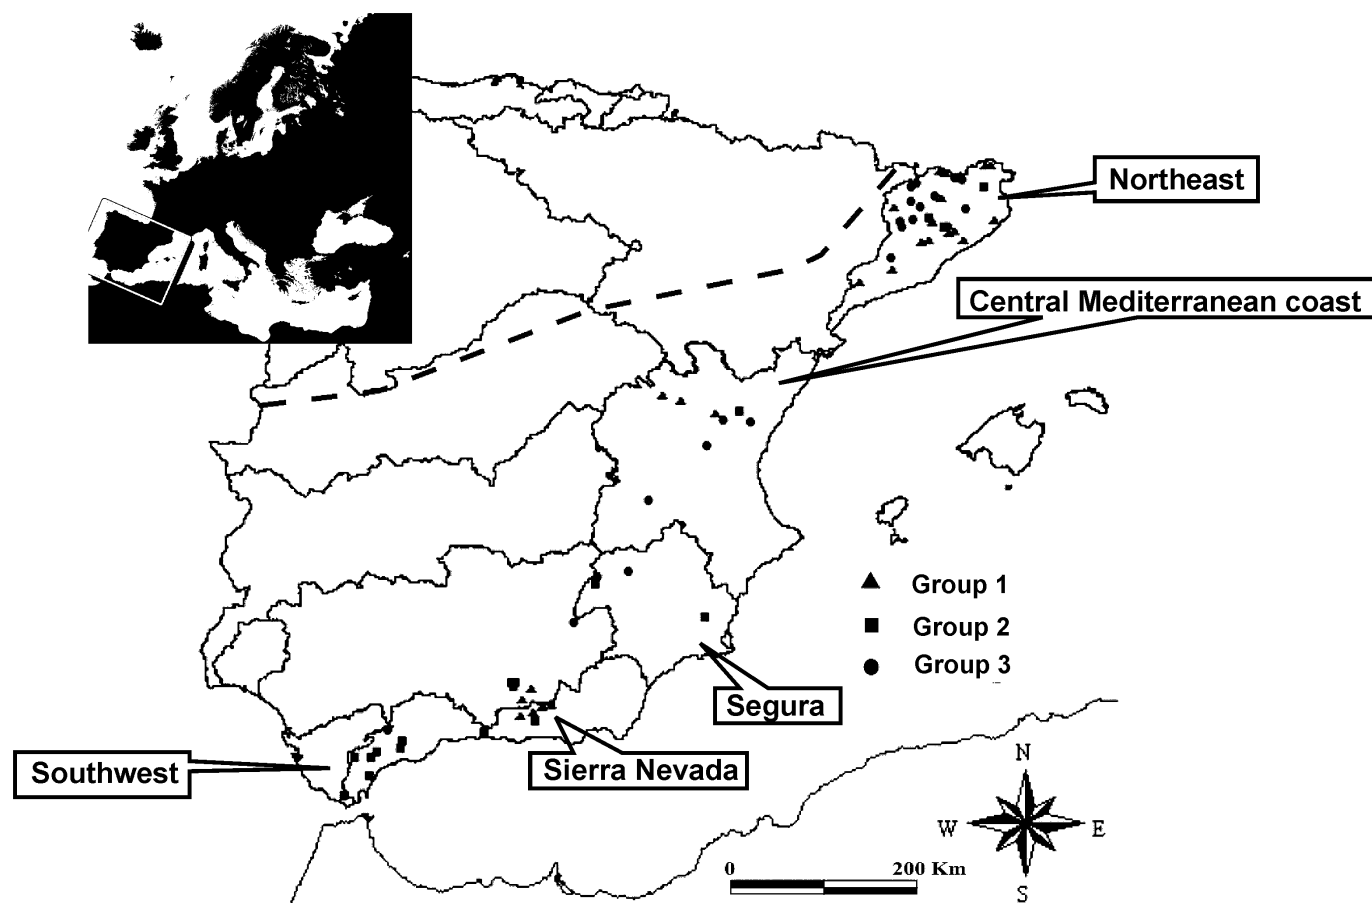 Northeast
Central Mediterranean coast
Group 1
Group 2
Group 3
Segura
Sierra Nevada
Southwest
N
W
E
S
0
200 Km